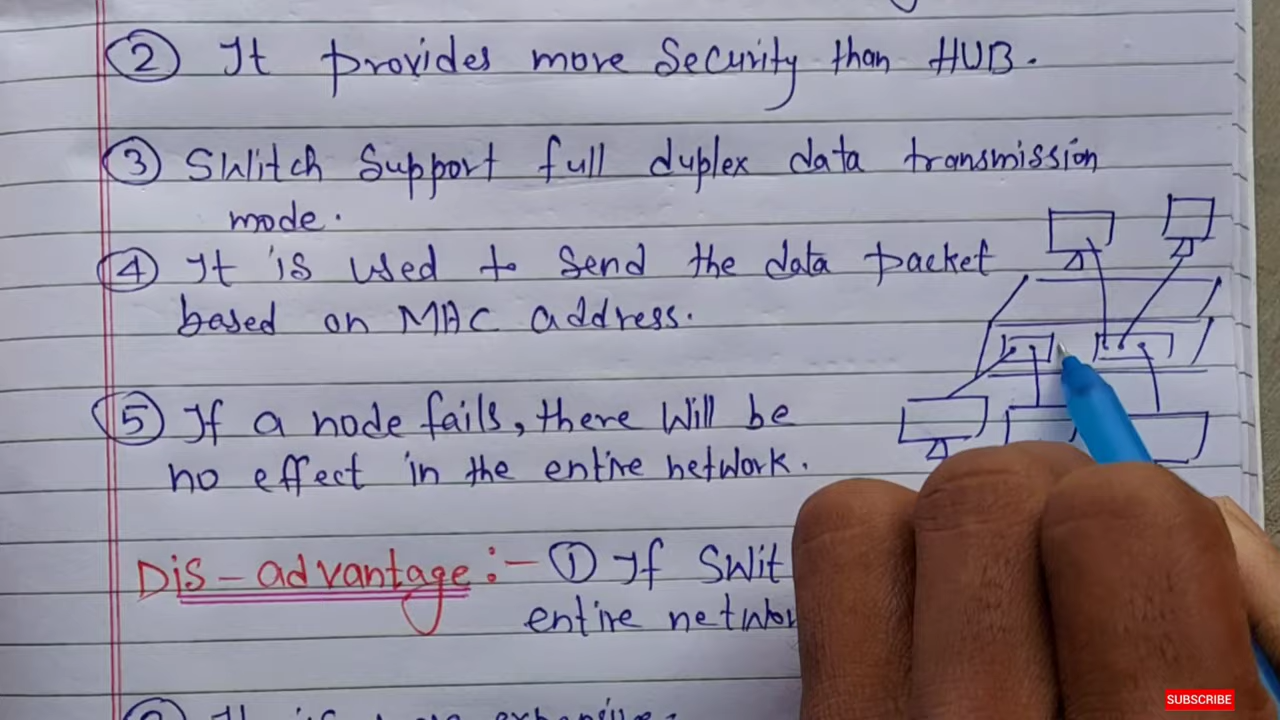 ② It provides more Security than HUB.
③ Switch Support full duplex data transmission
mode.
④ It is used to Send the data packet
based on MAC address.
⑤ If a node fails, there will be
no effect in the entire network.
Dis-advantage :- ① If
entire
SUBSCRIBE